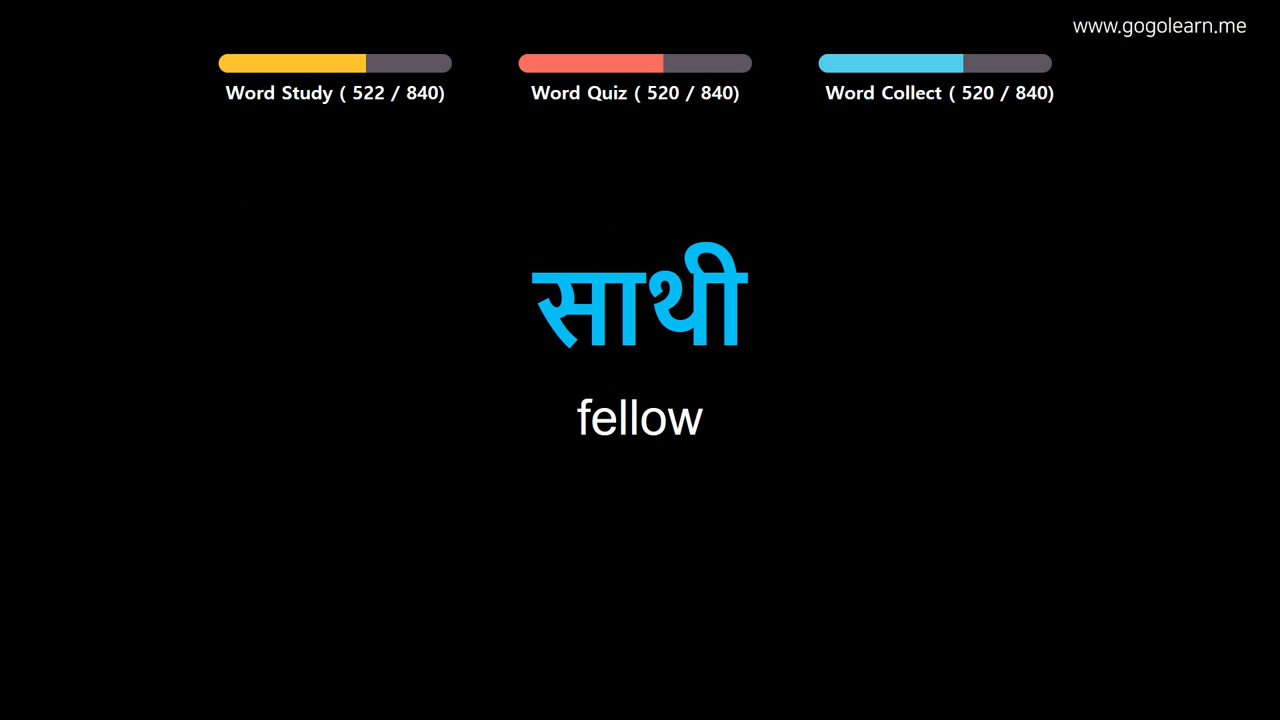 www.gogolearn.me
Word Study ( 522 / 840)
Word Quiz ( 520 / 840)
Word Collect ( 520 / 840)
साथी
fellow